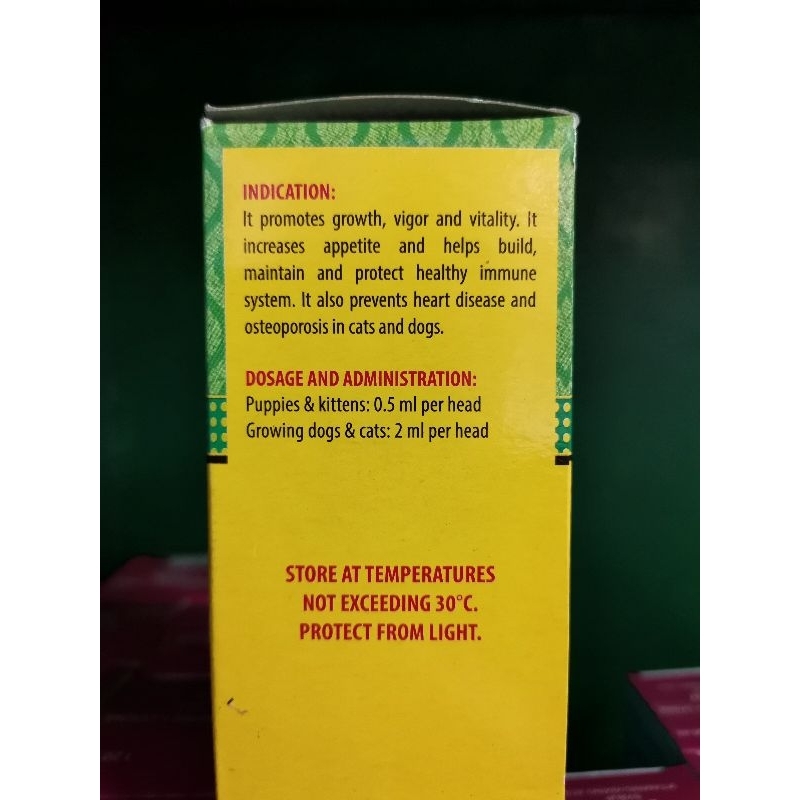 INDICATION:
It promotes growth, vigor and vitality. It
increases appetite and helps build,
maintain and protect healthy immune
system. It also prevents heart disease and
osteoporosis in cats and dogs.
DOSAGE AND ADMINISTRATION:
Puppies & kittens: 0.5 ml per head
Growing dogs & cats: 2 ml per head
STORE AT TEMPERATURES
NOT EXCEEDING 30°C.
PROTECT FROM LIGHT.